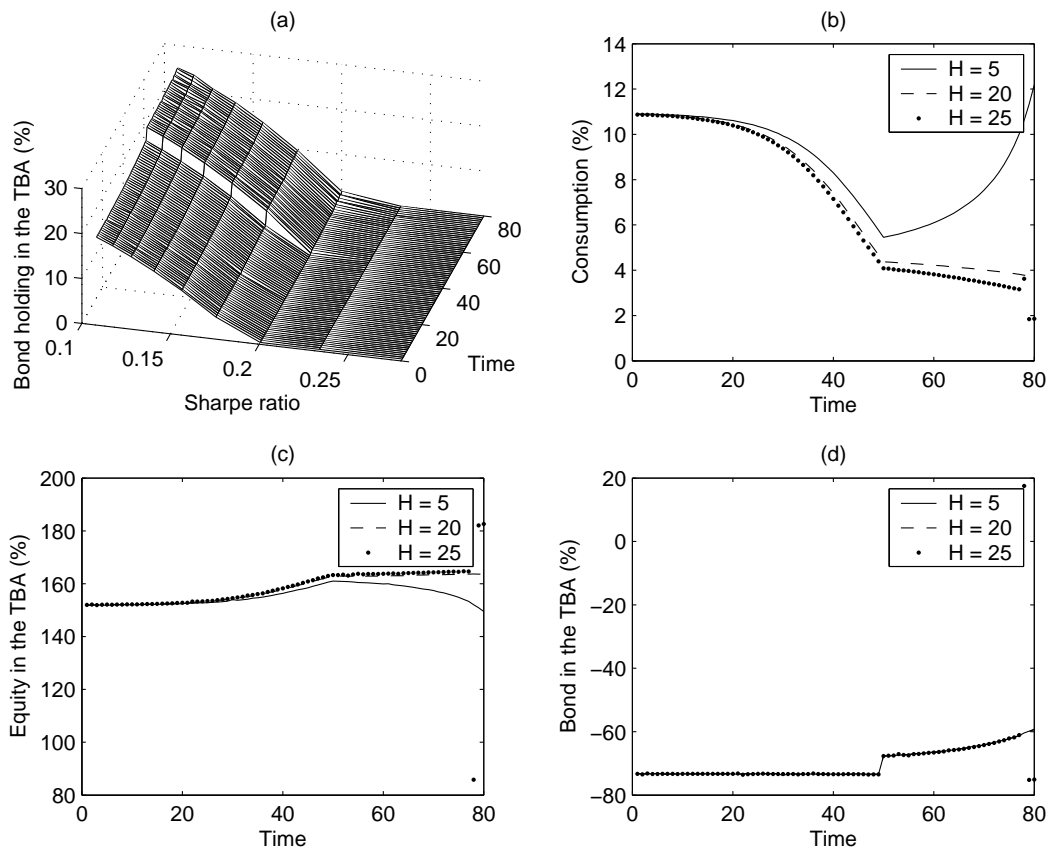 (a)
Bond holding in the TBA (%)
30
20
10
0
0.1
0.15
0.2
0.25
Sharpe ratio
0
20
40
60
80
Time
(b)
Consumption (%)
14
12
10
8
6
4
2
0
0
20
40
60
80
Time
H = 5
H = 20
H = 25
(c)
Equity in the TBA (%)
200
180
160
140
120
100
80
0
20
40
60
80
Time
H = 5
H = 20
H = 25
(d)
Bond in the TBA (%)
20
0
−20
−40
−60
−80
0
20
40
60
80
Time
H = 5
H = 20
H = 25